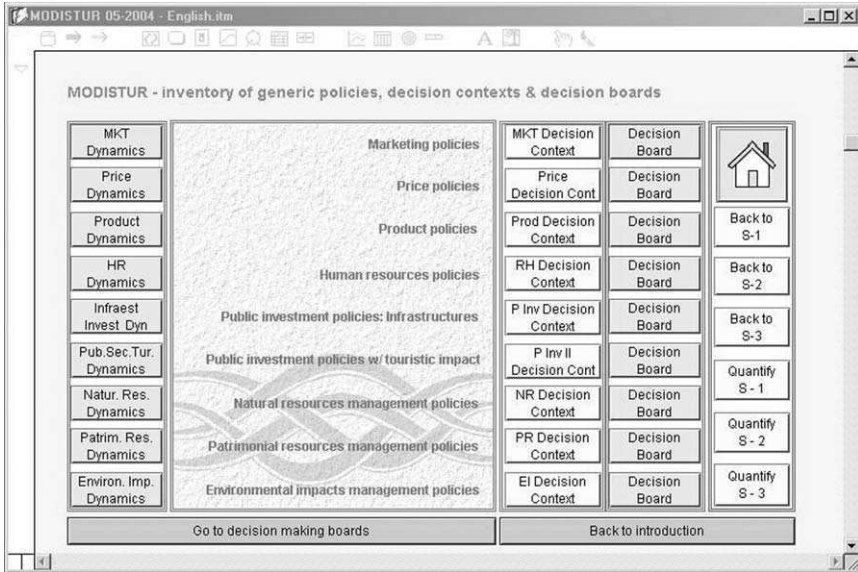 MODISTUR 05-2004 - English.itm
A
MODISTUR - inventory of generic policies, decision contexts & decision boards
MKT
Dynamics
Marketing policies
MKT Decision
Context
Decision
Board
Price
Dynamics
Price policies
Price
Decision Cont
Decision
Board
Product
Dynamics
Product policies
Prod Decision
Context
Decision
Board
Back to
S-1
HR
Dynamics
Human resources policies
RH Decision
Context
Decision
Board
Back to
S-2
Infraest
Invest Dyn
Public investment policies: Infrastructures
P Inv Decision
Context
Decision
Board
Back to
S-3
Pub.Sec.Tur.
Dynamics
Public investment policies w/ touristic impact
P Inv II
Decision Cont
Decision
Board
Quantify
S - 1
Natur. Res.
Dynamics
Natural resources management policies
NR Decision
Context
Decision
Board
Quantify
S - 2
Patrim. Res.
Dynamics
Patrimonial resources management policies
PR Decision
Context
Decision
Board
Quantify
S - 3
Environ. Imp.
Dynamics
Environmental impacts management policies
EI Decision
Context
Decision
Board
Go to decision making boards
Back to introduction